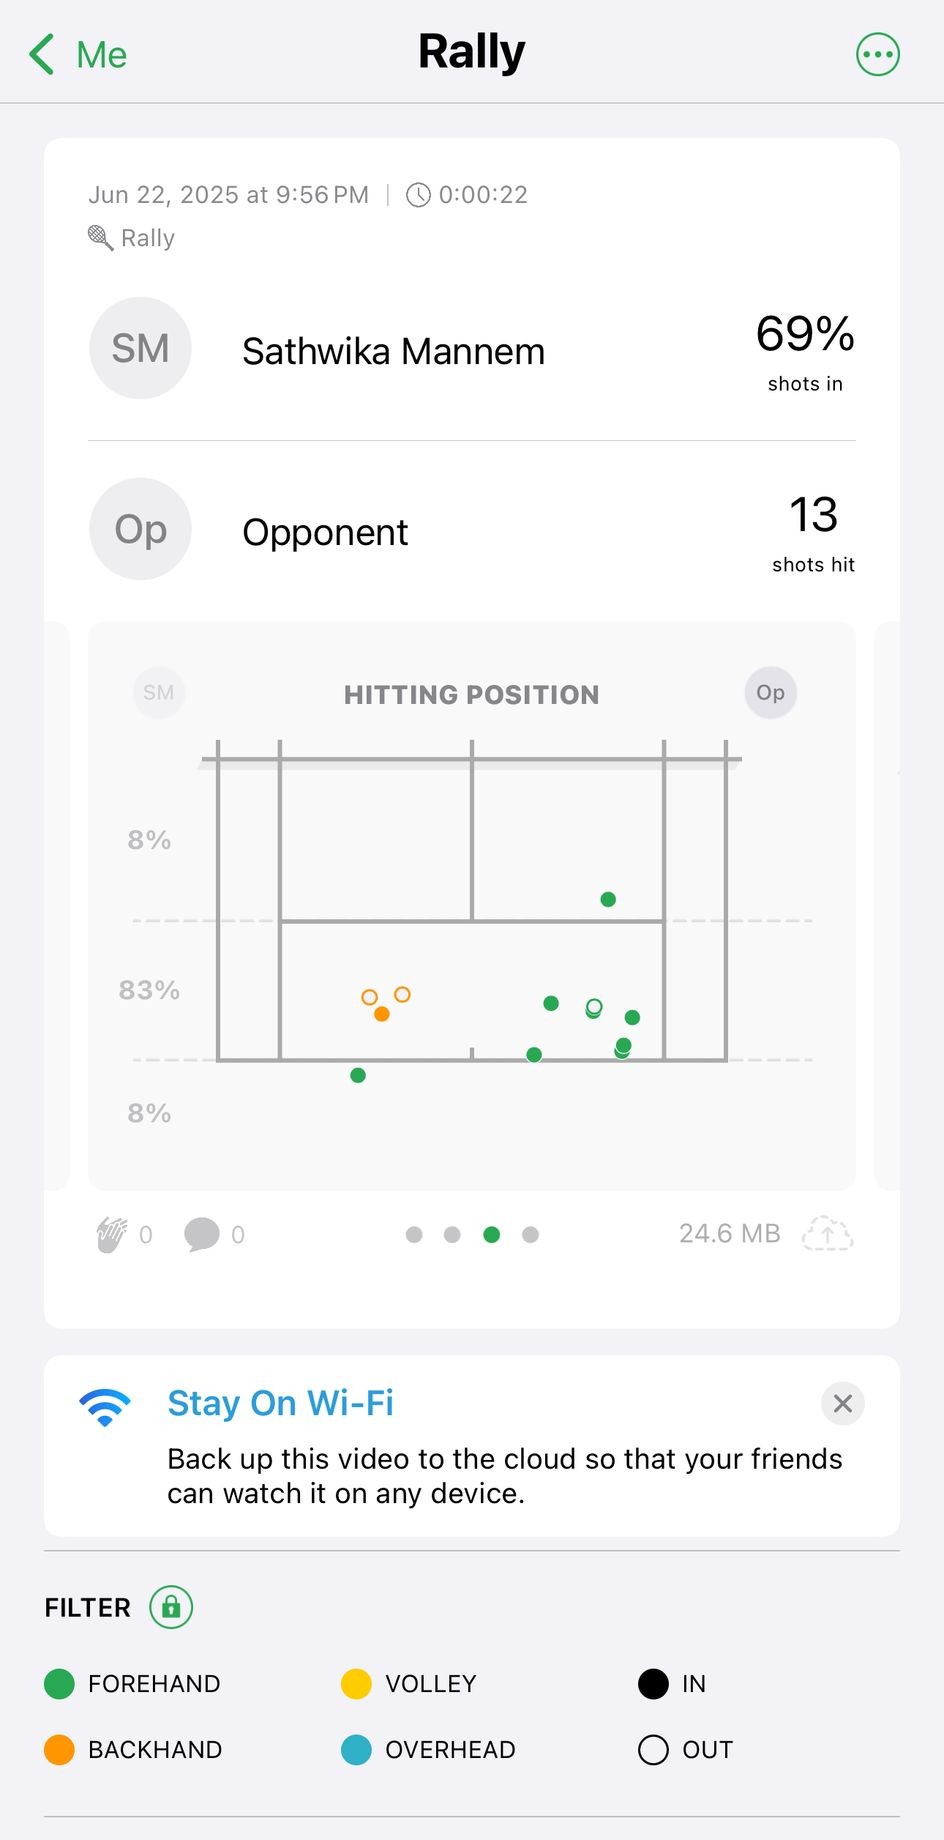 Me
Rally
Jun 22, 2025 at 9:56 PM | 0:00:22
Rally
SM
Sathwika Mannem
69%
shots in
Op
Opponent
13
shots hit
SM
HITTING POSITION
Op
8%
83%
8%
0
0
24.6 MB
Stay On Wi-Fi
Back up this video to the cloud so that your friends
can watch it on any device.
FILTER
FOREHAND
VOLLEY
IN
BACKHAND
OVERHEAD
OUT